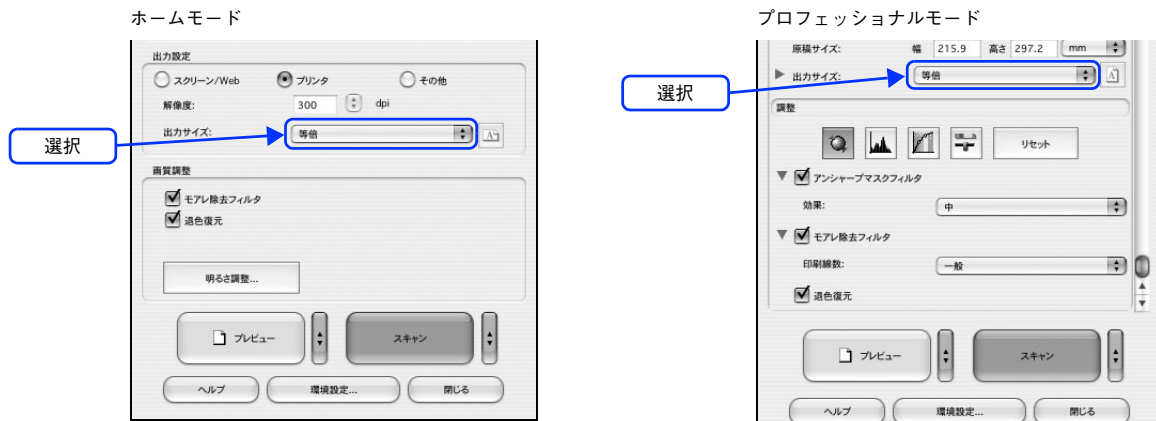 ホームモード
出力設定
スクリーン/Web プリンタ その他
解像度: 300 dpi
出力サイズ: 等倍
選択
画質調整
モアレ除去フィルタ
退色復元
明るさ調整...
プレビュー スキャン
ヘルプ 環境設定... 閉じる
プロフェッショナルモード
原稿サイズ: 幅 215.9 高さ 297.2 mm
出力サイズ: 等倍
選択
調整
リセット
アンシャープマスクフィルタ
効果: 中
モアレ除去フィルタ
印刷線数: 一般
退色復元
プレビュー スキャン
ヘルプ 環境設定... 閉じる